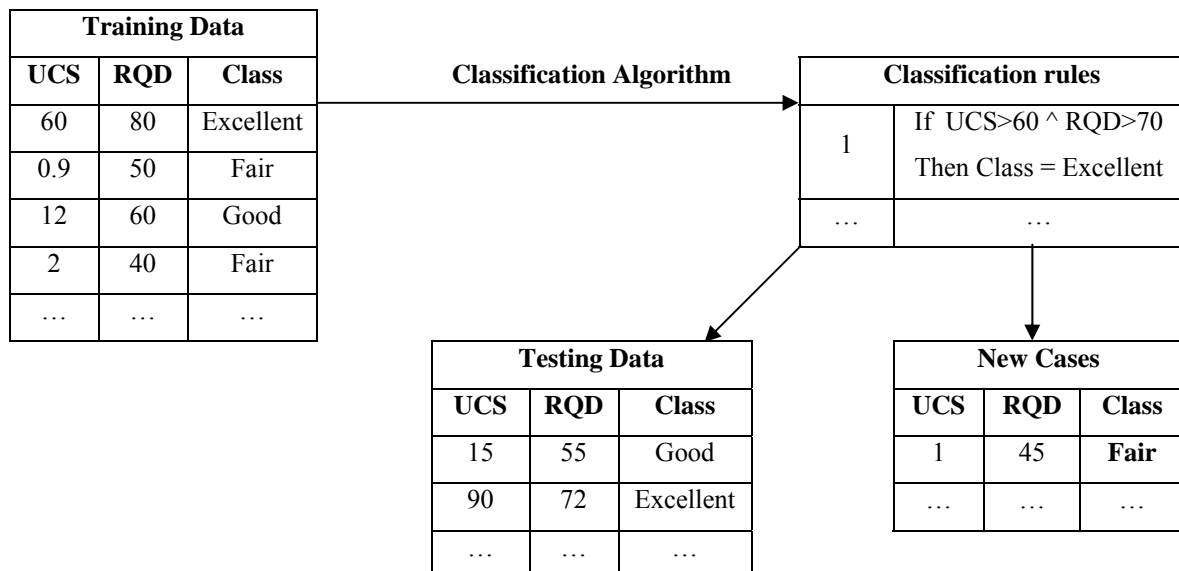 Training Data
UCS RQD Class
60 80 Excellent
0.9 50 Fair
12 60 Good
2 40 Fair
… … …
Classification Algorithm
Classification rules
1 If UCS>60 ^ RQD>70
Then Class = Excellent
… …
Testing Data
UCS RQD Class
15 55 Good
90 72 Excellent
… … …
New Cases
UCS RQD Class
1 45 Fair
… … …